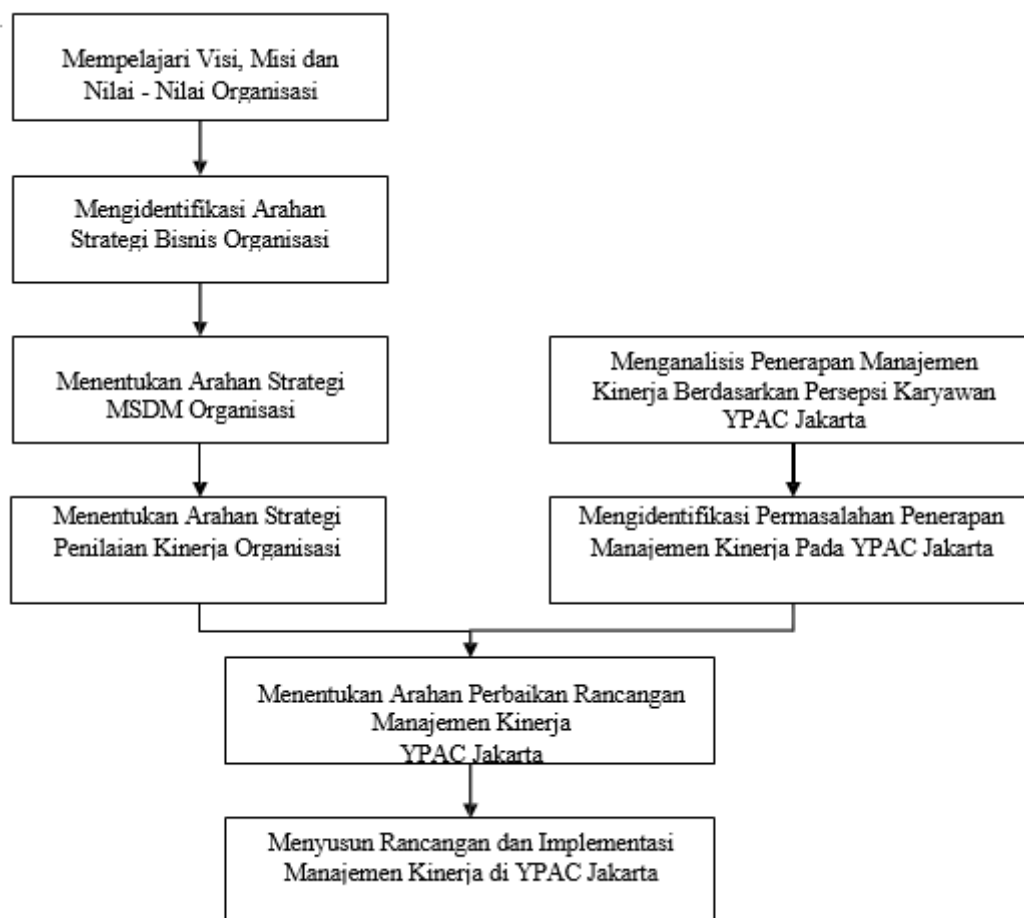 Mempelajari Visi, Misi dan
Nilai - Nilai Organisasi
Mengidentifikasi Arahan
Strategi Bisnis Organisasi
Menentukan Arahan Strategi
MSDM Organisasi
Menganalisis Penerapan Manajemen
Kinerja Berdasarkan Persepsi Karyawan
YPAC Jakarta
Menentukan Arahan Strategi
Penilaian Kinerja Organisasi
Mengidentifikasi Permasalahan Penerapan
Manajemen Kinerja Pada YPAC Jakarta
Menentukan Arahan Perbaikan Rancangan
Manajemen Kinerja
YPAC Jakarta
Menyusun Rancangan dan Implementasi
Manajemen Kinerja di YPAC Jakarta